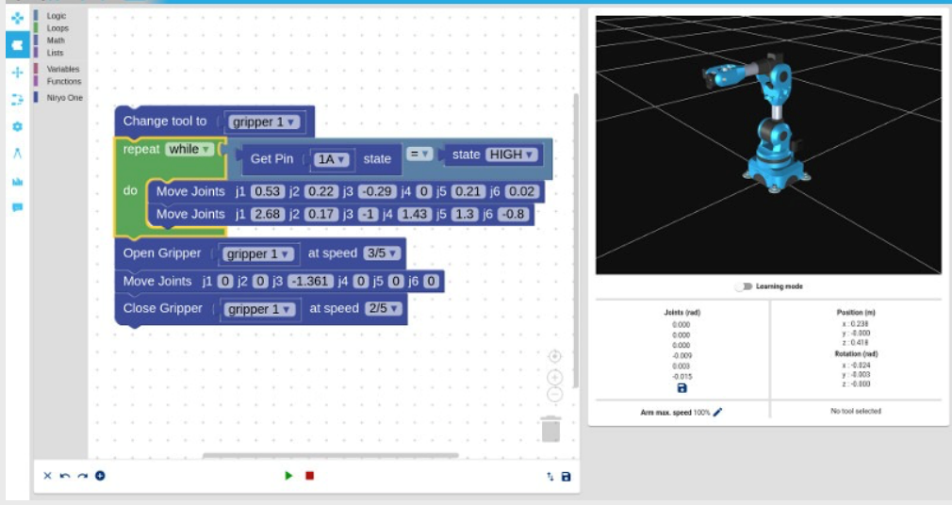 Logic
Loops
Math
Lists
Variables
Functions
Niryo One
Change tool to gripper 1
repeat while Get Pin 1A state = state HIGH
do Move Joints j1 0.53 j2 0.22 j3 -0.29 j4 0 j5 0.21 j6 0.02
Move Joints j1 2.68 j2 0.17 j3 -1 j4 1.43 j5 1.3 j6 -0.8
Open Gripper gripper 1 at speed 3/5
Move Joints j1 0 j2 0 j3 -1.361 j4 0 j5 0 j6 0
Close Gripper gripper 1 at speed 2/5
Learning mode
Joints (rad)
0.000
0.000
0.000
-0.009
0.003
-0.015
Arm max. speed 100%
Position (m)
x : 0.238
y : -0.000
z : 0.418
Rotation (rad)
x : -0.024
y : -0.003
z : -0.000
No tool selected